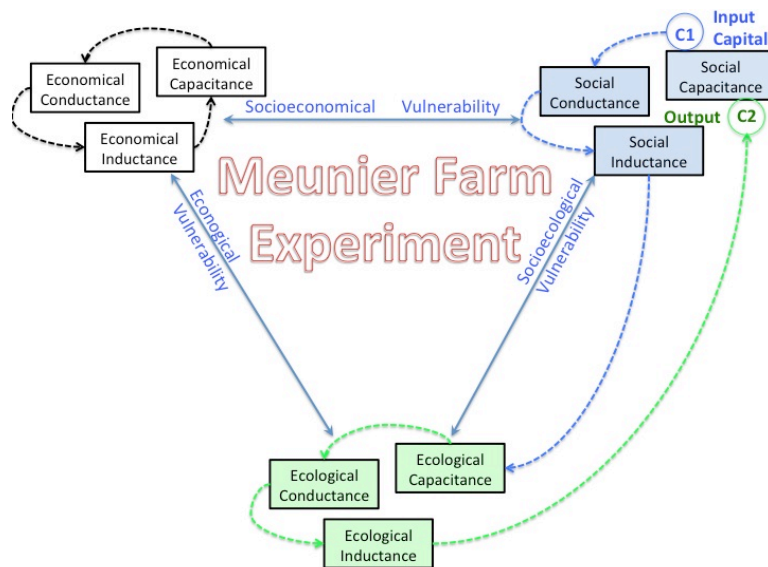 C1
Input
Capital
Economical
Capacitance
Economical
Conductance
Social
Capacitance
Social
Conductance
Socioeconomical Vulnerability
Output
C2
Economical
Inductance
Social
Inductance
Meunier Farm
Experiment
Econogical
Vulnerability
Socioecological
Vulnerability
Ecological
Capacitance
Ecological
Conductance
Ecological
Inductance